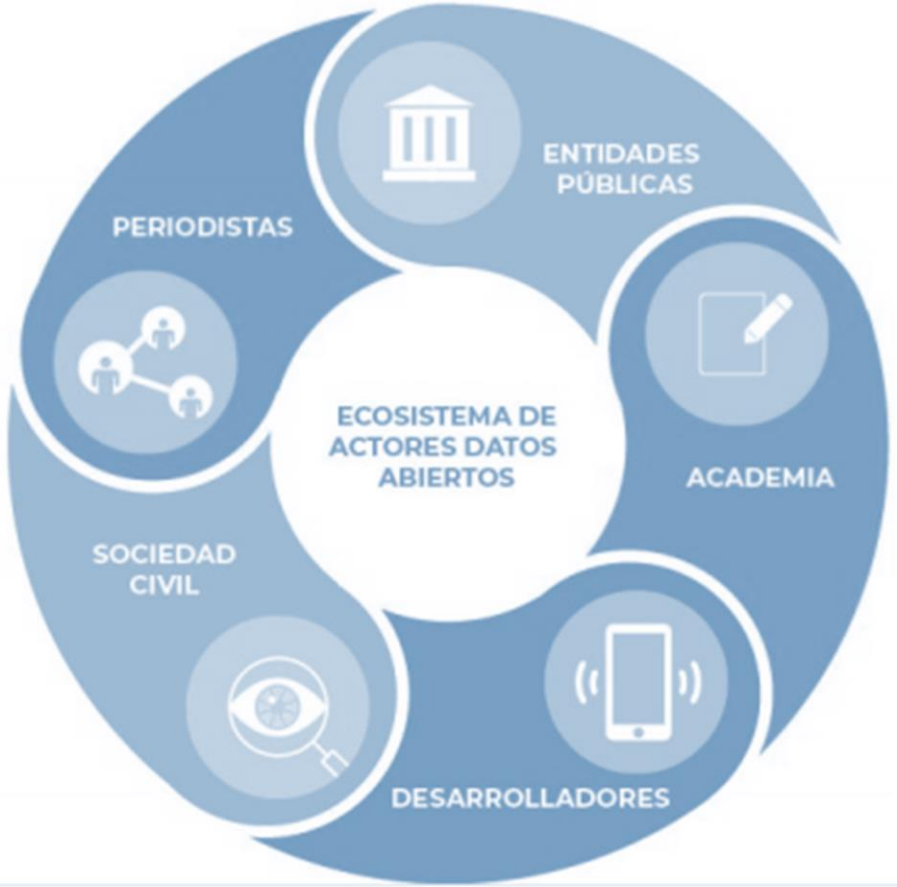 ENTIDADES
PÚBLICAS
PERIODISTAS
ECOSISTEMA DE
ACTORES DATOS
ABIERTOS
ACADEMIA
SOCIEDAD
CIVIL
DESARROLLADORES